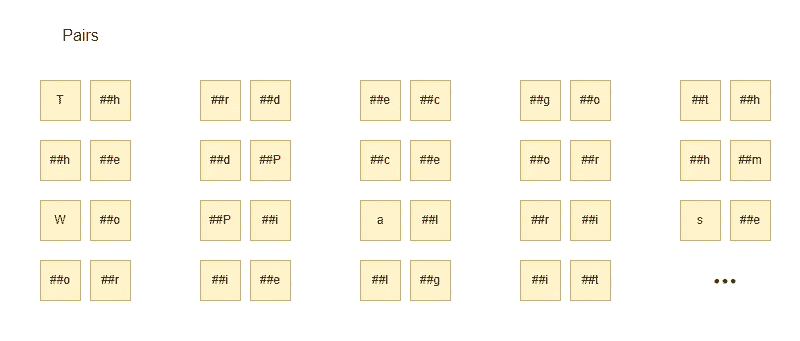 Pairs
T ##h ##r ##d ##e ##c ##g ##o ##t ##h
##h ##e ##d ##P ##c ##e ##o ##r ##h ##m
W ##o ##P ##i a ##l ##r ##i s ##e
##o ##r ##i ##e ##l ##g ##i ##t ...